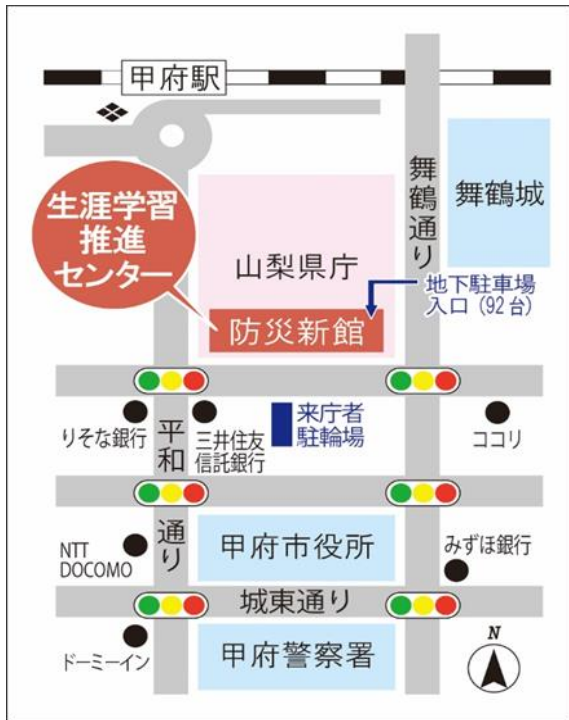 甲府駅
舞鶴通り
舞鶴城
生涯学習
推進
センター
山梨県庁
地下駐車場
入口（92台）
防災新館
りそな銀行
平和通り
三井住友
信託銀行
来庁者
駐輪場
ココリ
NTT
DOCOMO
甲府市役所
みずほ銀行
城東通り
ドーミーイン
甲府警察署
N